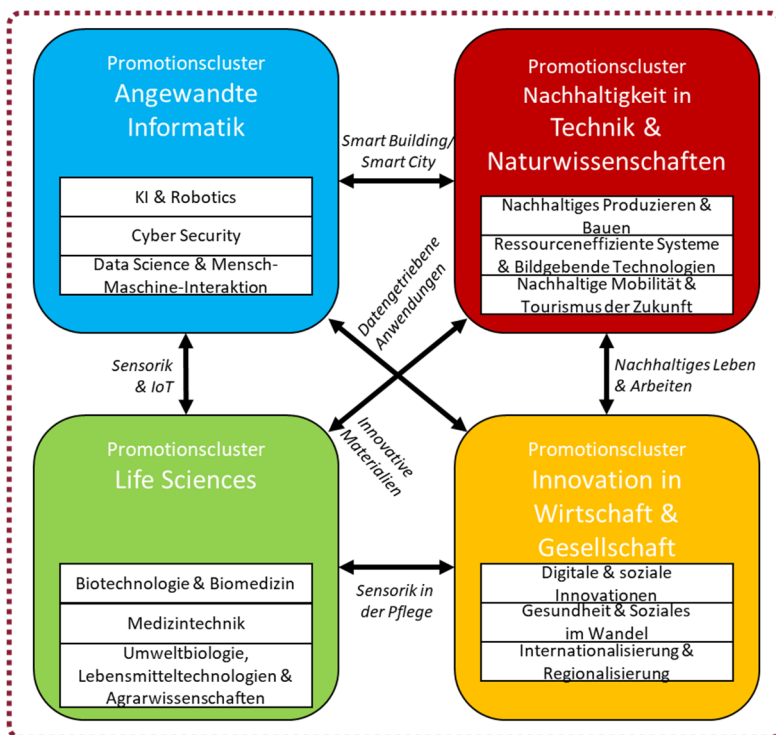 Promotionscluster
Angewandte
Informatik
KI & Robotics
Cyber Security
Data Science & Mensch-
Maschine-Interaktion
Smart Building/
Smart City
Promotionscluster
Nachhaltigkeit in
Technik &
Naturwissenschaften
Nachhaltiges Produzieren &
Bauen
Ressourceneffiziente Systeme
& Bildgebende Technologien
Nachhaltige Mobilität &
Tourismus der Zukunft
Sensorik
& IoT
Datengetriebene
Anwendungen
Innovative
Materialien
Nachhaltiges Leben
& Arbeiten
Promotionscluster
Life Sciences
Biotechnologie & Biomedizin
Medizintechnik
Umweltbiologie,
Lebensmitteltechnologien &
Agrarwissenschaften
Sensorik in
der Pflege
Promotionscluster
Innovation in
Wirtschaft &
Gesellschaft
Digitale & soziale
Innovationen
Gesundheit & Soziales
im Wandel
Internationalisierung &
Regionalisierung